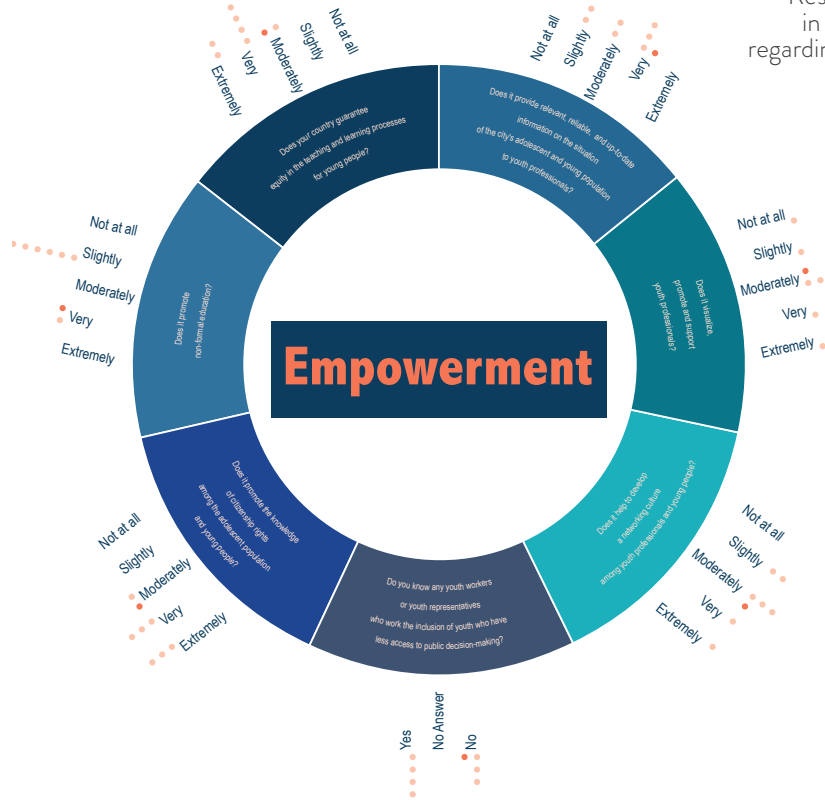 Res
in
regardin
Not at all
Slightly
Moderately
Very
Extremely
Does your country guarantee
equity in the teaching and learning processes
for young people?
Not at all
Slightly
Moderately
Very
Extremely
Does it provide relevant, reliable, and up-to-date
information on the situation
of the city's adolescent and young population
to youth professionals?
Not at all
Slightly
Moderately
Very
Extremely
Does it visualize,
promote and support
youth professionals?
Not at all
Slightly
Moderately
Very
Extremely
Does it promote
non-formal education?
Empowerment
Does it help to develop
a networking culture
among youth professionals and young people?
Not at all
Slightly
Moderately
Very
Extremely
Does it promote the knowledge
of citizenship rights
among the adolescent population
and young people?
Not at all
Slightly
Moderately
Very
Extremely
Do you know any youth workers
or youth representatives
who work the inclusion of youth who have
less access to public decision-making?
Yes
No Answer
No